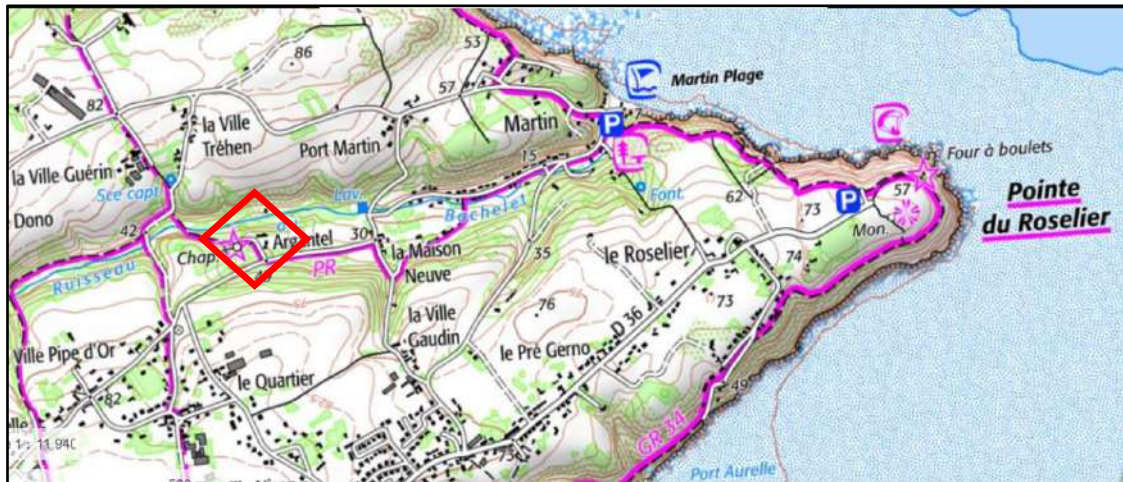 53
86
82
57
Martin Plage
la Ville
Tréhen
Martin
P
7
Port Martin
15
Four à boulets
la Ville Guérin
Font.
62
57
Pointe
du Roselier
Dono
Lav.
Bachelet
73
P
Mon.
42
Argantel
30
35
le Roselier
Chap.
PR
la Maison
Neuve
74
Ruisseau
76
73
D 36
la Ville
Gaudin
Ville Pipe d'Or
le Pré Gerno
le Quartier
49
82
GR 34
73
Port Aurelle